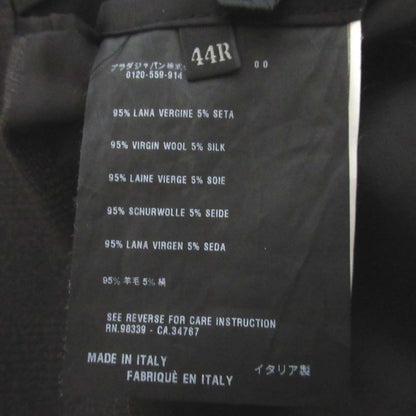 44R
プラダジャパン株式
0120-559-914
00
95% LANA VERGINE 5% SETA
95% VIRGIN WOOL 5% SILK
95% LAINE VIERGE 5% SOIE
95% SCHURWOLLE 5% SEIDE
95% LANA VIRGEN 5% SEDA
95% 羊毛 5% 絹
SEE REVERSE FOR CARE INSTRUCTION
RN.98339 - CA.34767
MADE IN ITALY
FABRIQUÈ EN ITALY
イタリア製